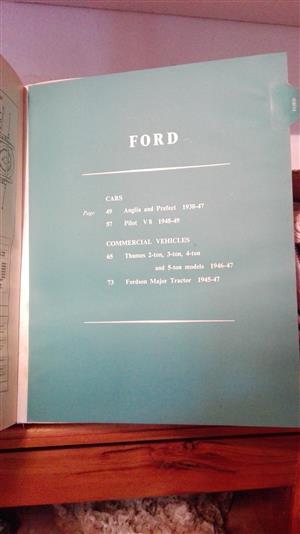 FORD
CARS
Page 49 Anglia and Prefect 1938-47
57 Pilot V8 1948-49
COMMERCIAL VEHICLES
65 Thames 2-ton, 3-ton, 4-ton
and 5-ton models 1946-47
73 Fordson Major Tractor 1945-47